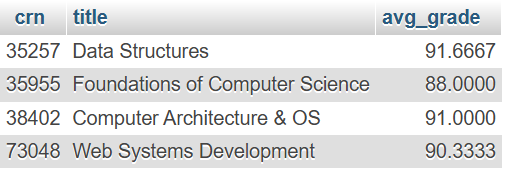 crn title avg_grade
35257 Data Structures 91.6667
35955 Foundations of Computer Science 88.0000
38402 Computer Architecture & OS 91.0000
73048 Web Systems Development 90.3333